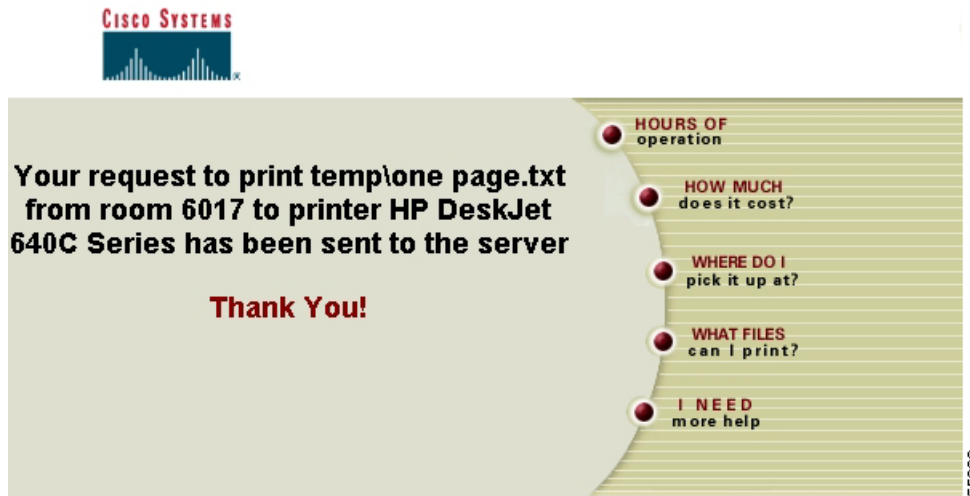 CISCO SYSTEMS
®
Your request to print temp\one page.txt
from room 6017 to printer HP DeskJet
640C Series has been sent to the server
Thank You!
HOURS OF
operation
HOW MUCH
does it cost?
WHERE DO I
pick it up at?
WHAT FILES
can I print?
I NEED
more help